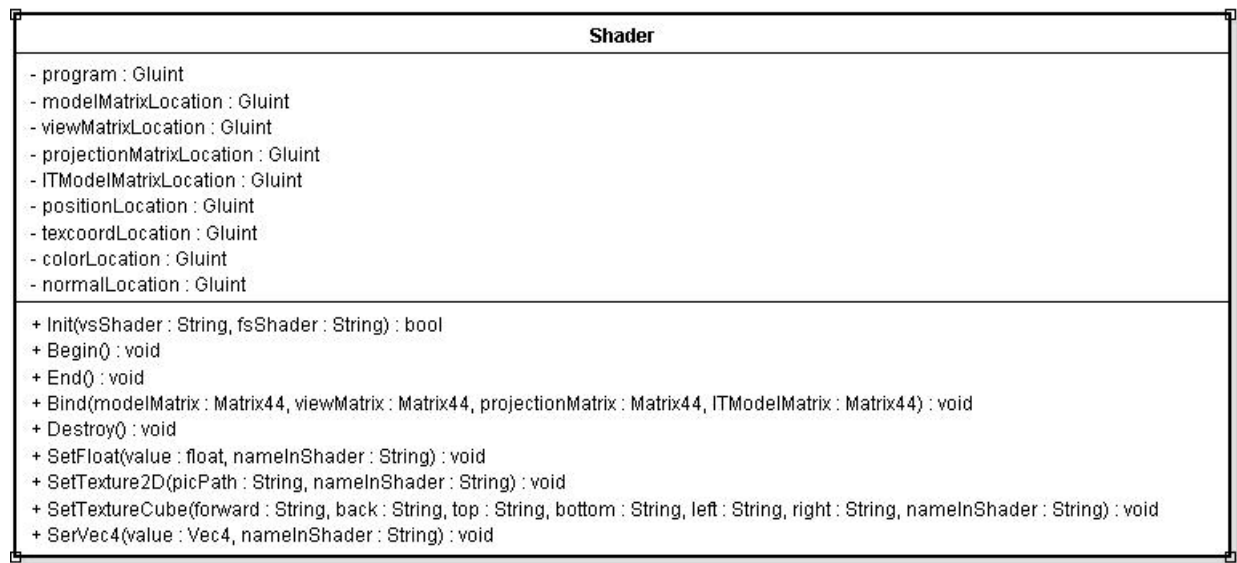 Shader
- program : Gluint
- modelMatrixLocation : Gluint
- viewMatrixLocation : Gluint
- projectionMatrixLocation : Gluint
- ITModelMatrixLocation : Gluint
- positionLocation : Gluint
- texcoordLocation : Gluint
- colorLocation : Gluint
- normalLocation : Gluint
+ Init(vsShader : String, fsShader : String) : bool
+ Begin() : void
+ End() : void
+ Bind(modelMatrix : Matrix44, viewMatrix : Matrix44, projectionMatrix : Matrix44, ITModelMatrix : Matrix44) : void
+ Destroy() : void
+ SetFloat(value : float, nameInShader : String) : void
+ SetTexture2D(picPath : String, nameInShader : String) : void
+ SetTextureCube(forward : String, back : String, top : String, bottom : String, left : String, right : String, nameInShader : String) : void
+ SerVec4(value : Vec4, nameInShader : String) : void